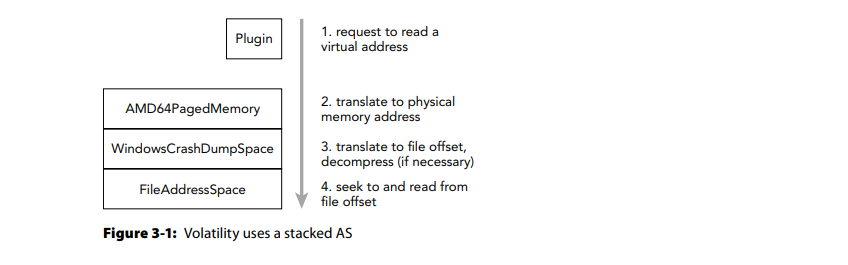 Plugin
1. request to read a
virtual address
AMD64PagedMemory
2. translate to physical
memory address
WindowsCrashDumpSpace
3. translate to file offset,
decompress (if necessary)
FileAddressSpace
4. seek to and read from
file offset
Figure 3-1: Volatility uses a stacked AS